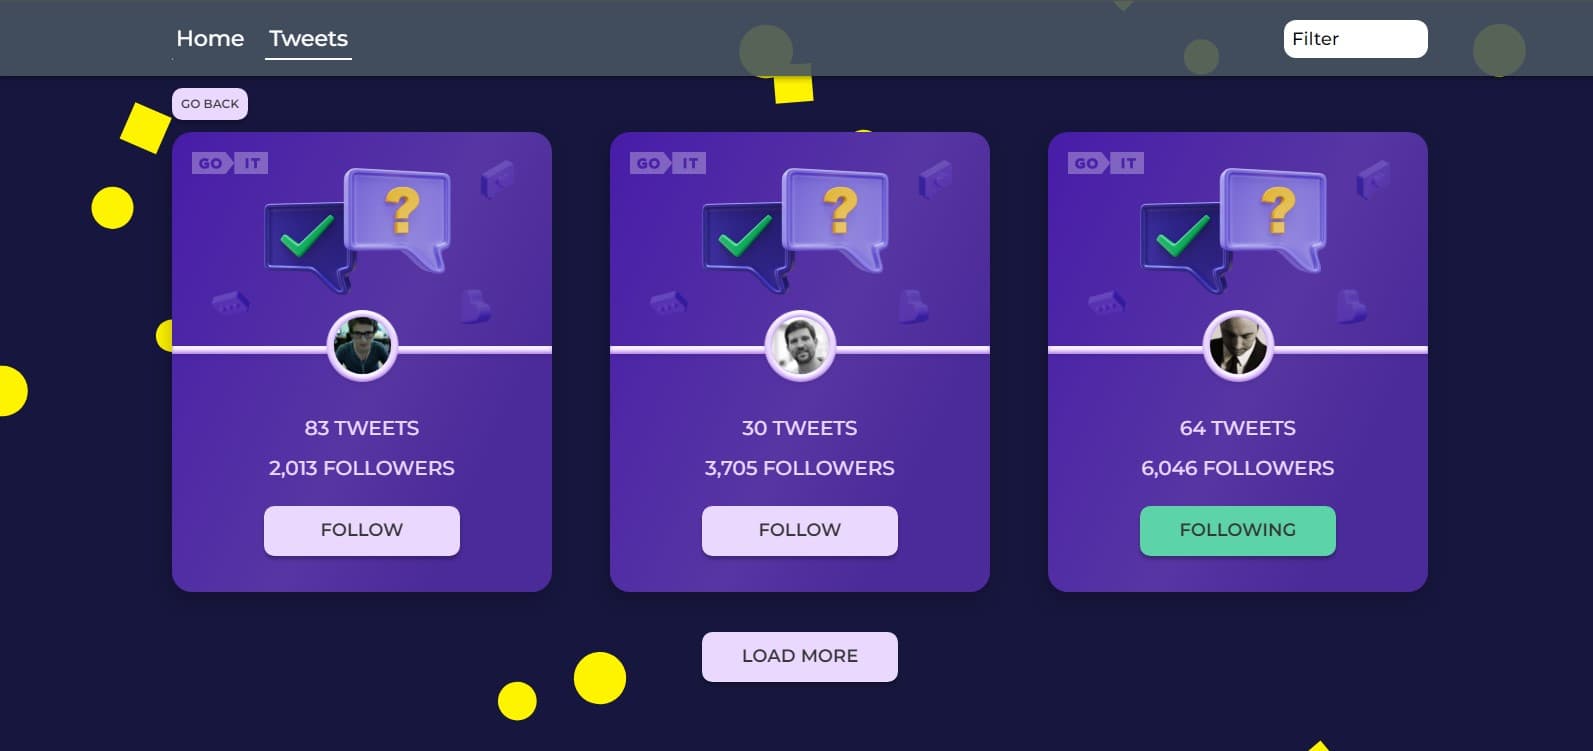 Home Tweets Filter
GO BACK
GO IT GO IT GO IT
?
?
?
83 TWEETS
2,013 FOLLOWERS
FOLLOW
30 TWEETS
3,705 FOLLOWERS
FOLLOW
64 TWEETS
6,046 FOLLOWERS
FOLLOWING
LOAD MORE